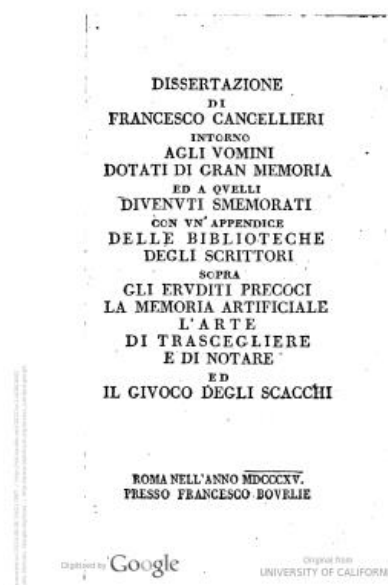 DISSERTAZIONE
DI
FRANCESCO CANCELLIERI
INTORNO
AGLI VOMINI
DOTATI DI GRAN MEMORIA
ED A QVELLI
DIVENVTI SMEMORATI
CON VN' APPENDICE
DELLE BIBLIOTECHE
DEGLI SCRITTORI
SOPRA
GLI ERVDITI PRECOCI
LA MEMORIA ARTIFICIALE
L'ARTE
DI TRASCEGLIERE
E DI NOTARE
ED
IL GIVOCO DEGLI SCACCHI
ROMA NELL'ANNO MDCCCXV.
PRESSO FRANCESCO BOVRLIE
Digitized by Google
Original from
UNIVERSITY OF CALIFORN